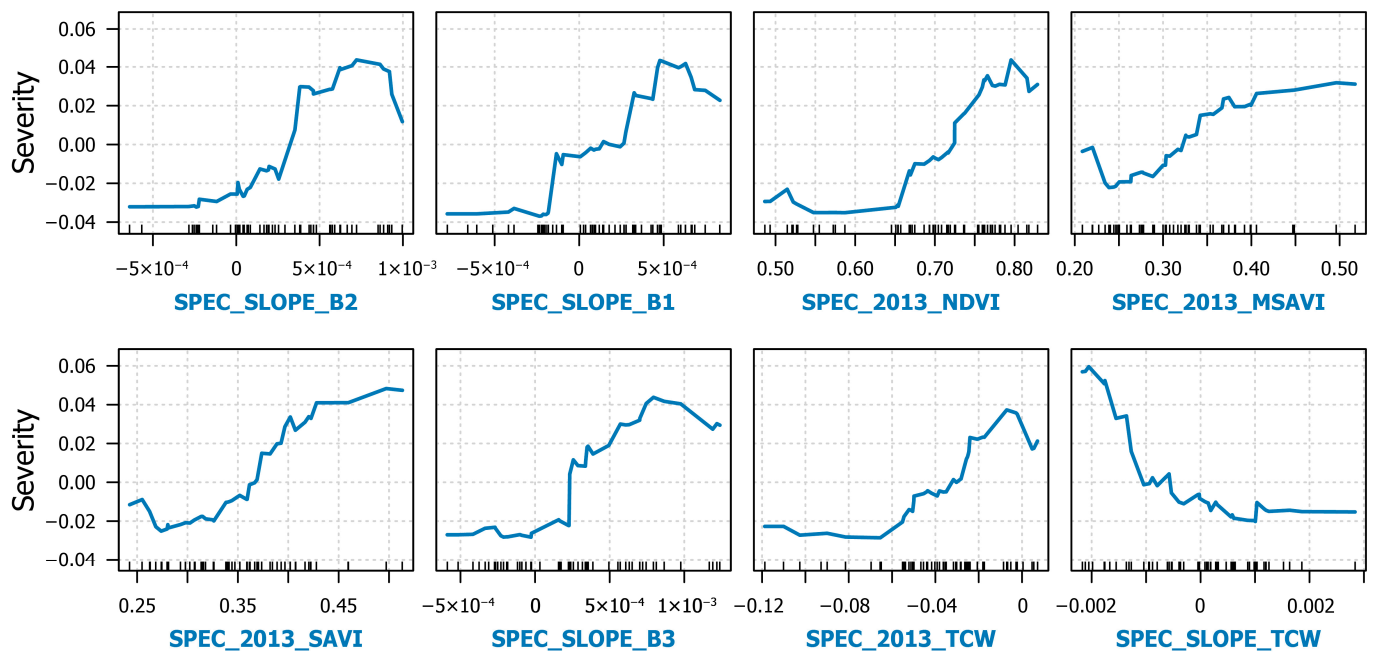 Severity
0.06
0.04
0.02
0.00
−0.02
−0.04
−5×10⁻⁴ 0 5×10⁻⁴ 1×10⁻³
SPEC_SLOPE_B2
−5×10⁻⁴ 0 5×10⁻⁴
SPEC_SLOPE_B1
0.50 0.60 0.70 0.80
SPEC_2013_NDVI
0.20 0.30 0.40 0.50
SPEC_2013_MSAVI
Severity
0.06
0.04
0.02
0.00
−0.02
−0.04
0.25 0.35 0.45
SPEC_2013_SAVI
−5×10⁻⁴ 0 5×10⁻⁴ 1×10⁻³
SPEC_SLOPE_B3
−0.12 −0.08 −0.04 0
SPEC_2013_TCW
−0.002 0 0.002
SPEC_SLOPE_TCW